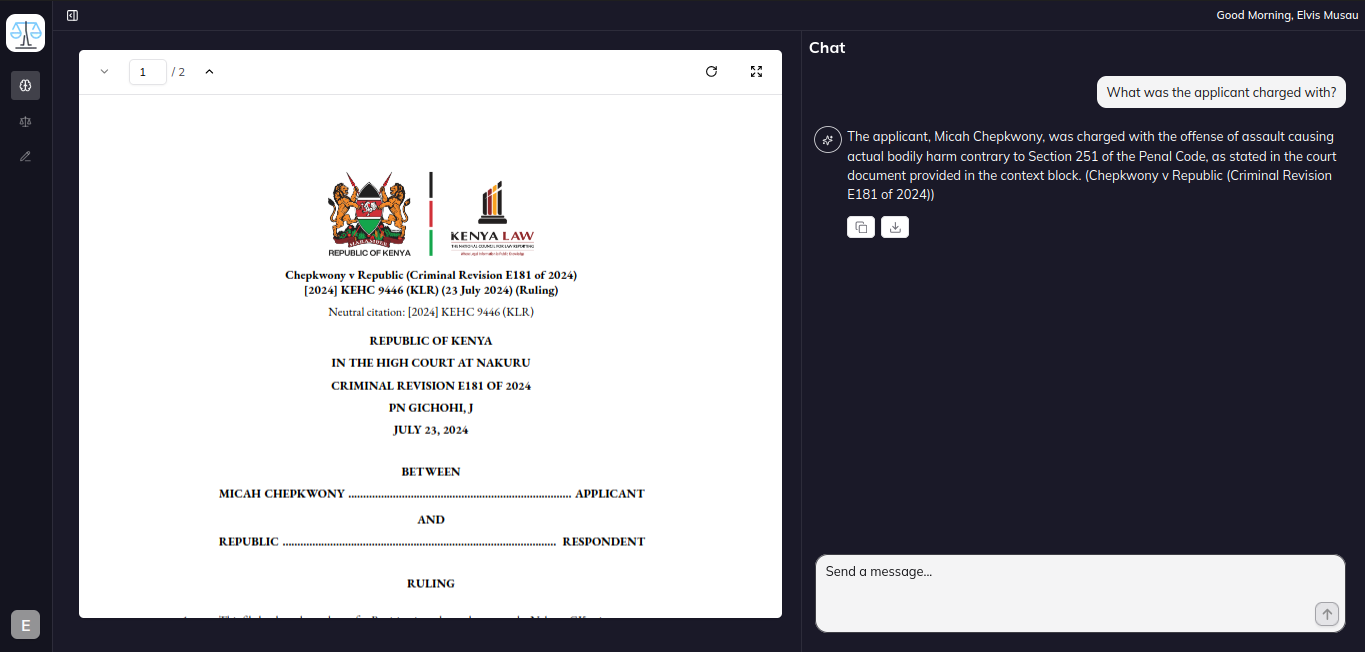 Good Morning, Elvis Musau
1 / 2
HARAMBEE
REPUBLIC OF KENYA
KENYA LAW
THE NATIONAL COUNCIL FOR LAW REPORTING
Chepkwony v Republic (Criminal Revision E181 of 2024)
[2024] KEHC 9446 (KLR) (23 July 2024) (Ruling)
Neutral citation: [2024] KEHC 9446 (KLR)
REPUBLIC OF KENYA
IN THE HIGH COURT AT NAKURU
CRIMINAL REVISION E181 OF 2024
PN GICHOHI, J
JULY 23, 2024
BETWEEN
MICAH CHEPKWONY ........................................................................... APPLICANT
AND
REPUBLIC ............................................................................................ RESPONDENT
RULING
Chat
What was the applicant charged with?
The applicant, Micah Chepkwony, was charged with the offense of assault causing
actual bodily harm contrary to Section 251 of the Penal Code, as stated in the court
document provided in the context block. (Chepkwony v Republic (Criminal Revision
E181 of 2024))
Send a message...
E